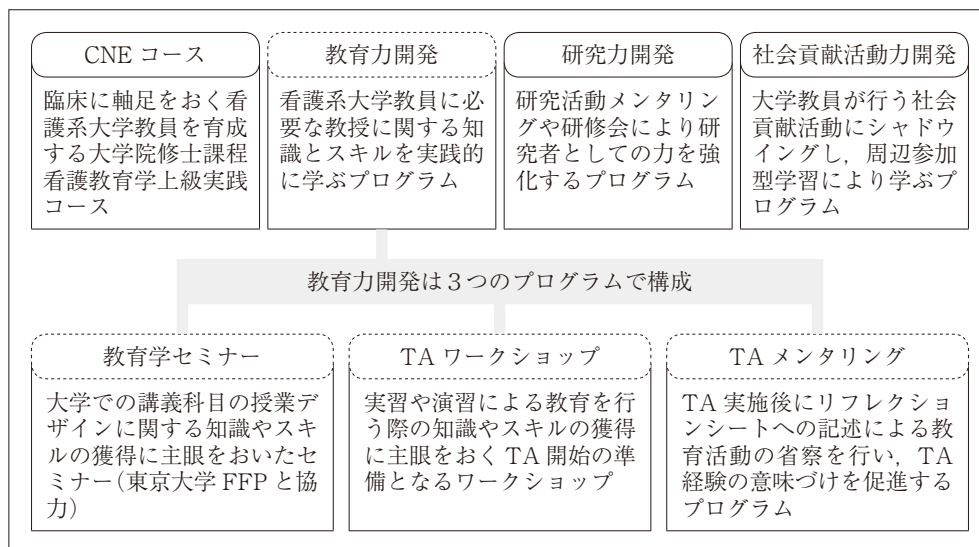 CNE コース
臨床に軸足をおく看
護系大学教員を育成
する大学院修士課程
看護教育学上級実践
コース
教育力開発
看護系大学教員に必
要な教授に関する知
識とスキルを実践的
に学ぶプログラム
研究力開発
研究活動メンタリン
グや研修会により研
究者としての力を強
化するプログラム
社会貢献活動力開発
大学教員が行う社会
貢献活動にシャドウ
イングし，周辺参加
型学習により学ぶプ
ログラム
教育力開発は３つのプログラムで構成
教育学セミナー
大学での講義科目の授業デ
ザインに関する知識やスキ
ルの獲得に主眼をおいたセ
ミナー（東京大学 FFP と協
力）
TA ワークショップ
実習や演習による教育を行
う際の知識やスキルの獲得
に主眼をおく TA 開始の準
備となるワークショップ
TA メンタリング
TA 実施後にリフレクショ
ンシートへの記述による教
育活動の省察を行い，TA
経験の意味づけを促進する
プログラム